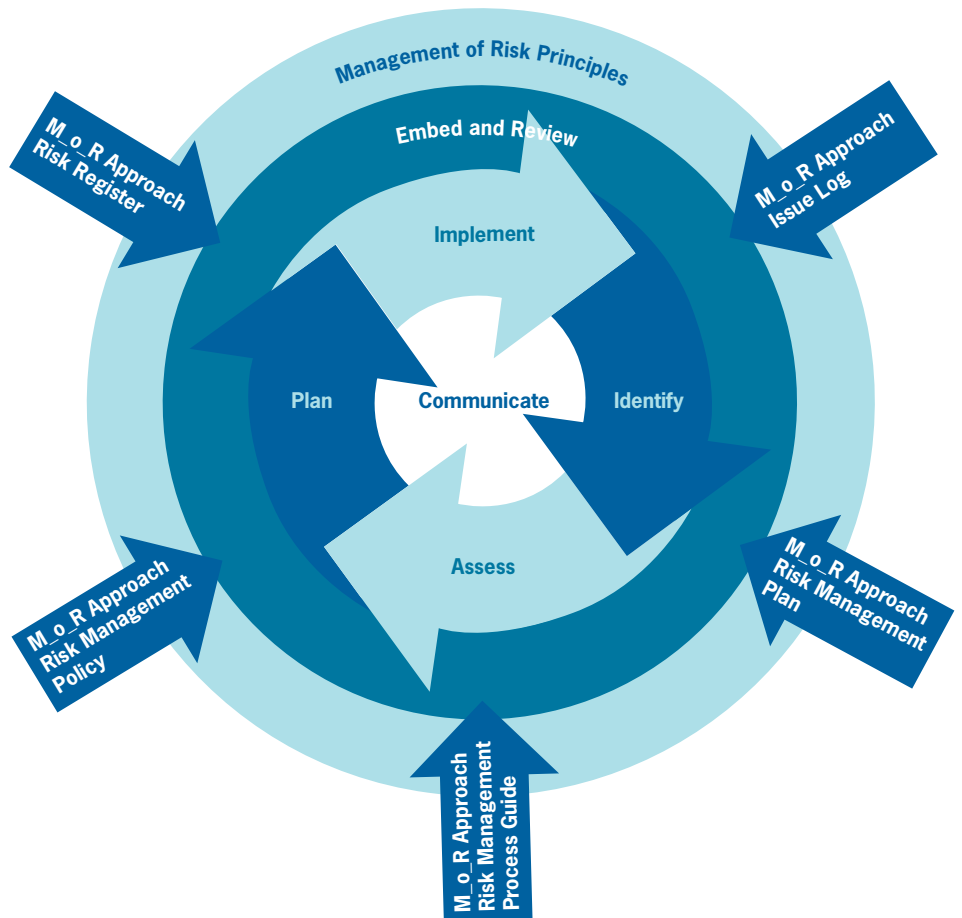 Management of Risk Principles
Embed and Review
M_o_R Approach
Risk Register
M_o_R Approach
Issue Log
Implement
Plan
Communicate
Identify
Assess
M_o_R Approach
Risk Management
Policy
M_o_R Approach
Risk Management
Plan
M_o_R Approach
Risk Management
Process Guide